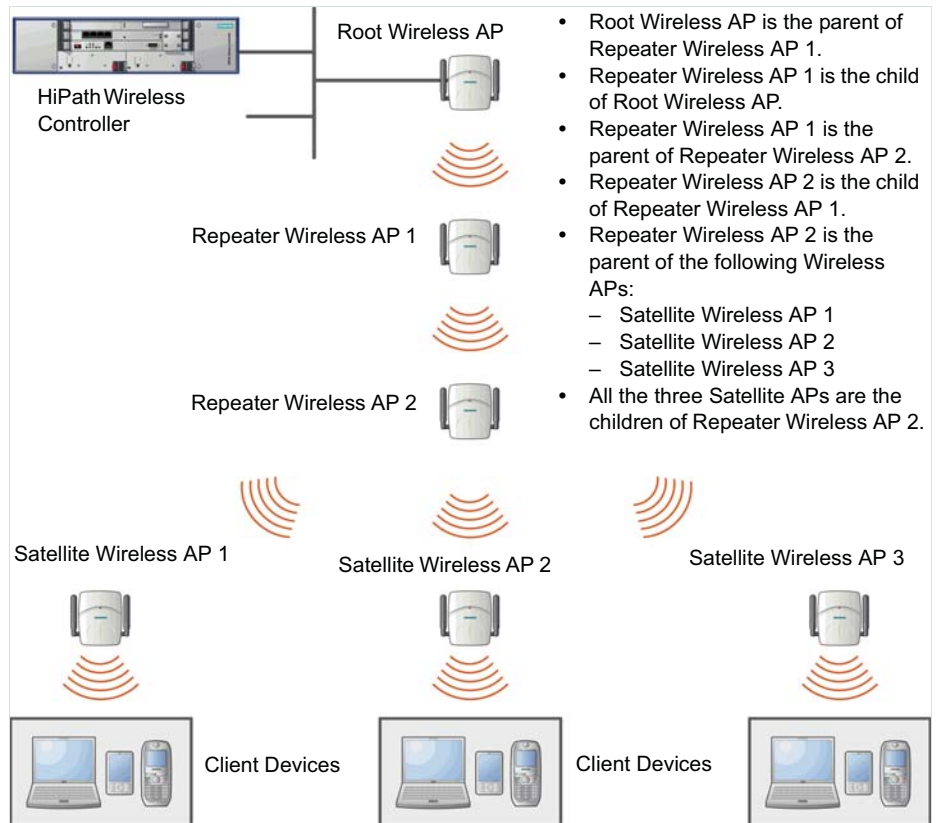 Root Wireless AP
HiPath Wireless
Controller
Repeater Wireless AP 1
Repeater Wireless AP 2
• Root Wireless AP is the parent of
Repeater Wireless AP 1.
• Repeater Wireless AP 1 is the child
of Root Wireless AP.
• Repeater Wireless AP 1 is the
parent of Repeater Wireless AP 2.
• Repeater Wireless AP 2 is the child
of Repeater Wireless AP 1.
• Repeater Wireless AP 2 is the
parent of the following Wireless
APs:
– Satellite Wireless AP 1
– Satellite Wireless AP 2
– Satellite Wireless AP 3
• All the three Satellite APs are the
children of Repeater Wireless AP 2.
Satellite Wireless AP 1
Satellite Wireless AP 2
Satellite Wireless AP 3
Client Devices
Client Devices